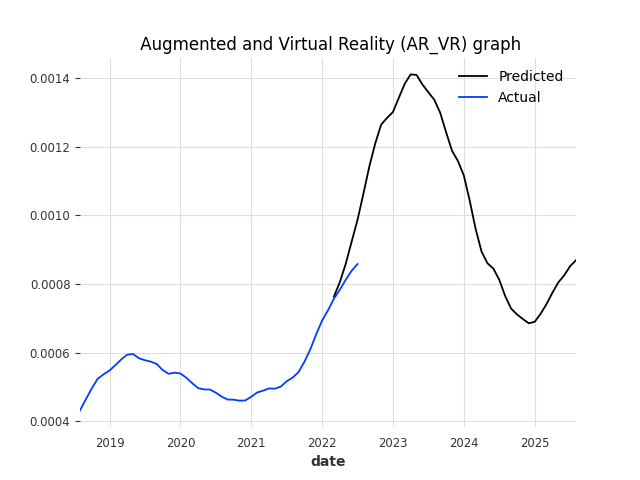 Augmented and Virtual Reality (AR_VR) graph
Predicted
Actual
0.0014
0.0012
0.0010
0.0008
0.0006
0.0004
2019 2020 2021 2022 2023 2024 2025
date